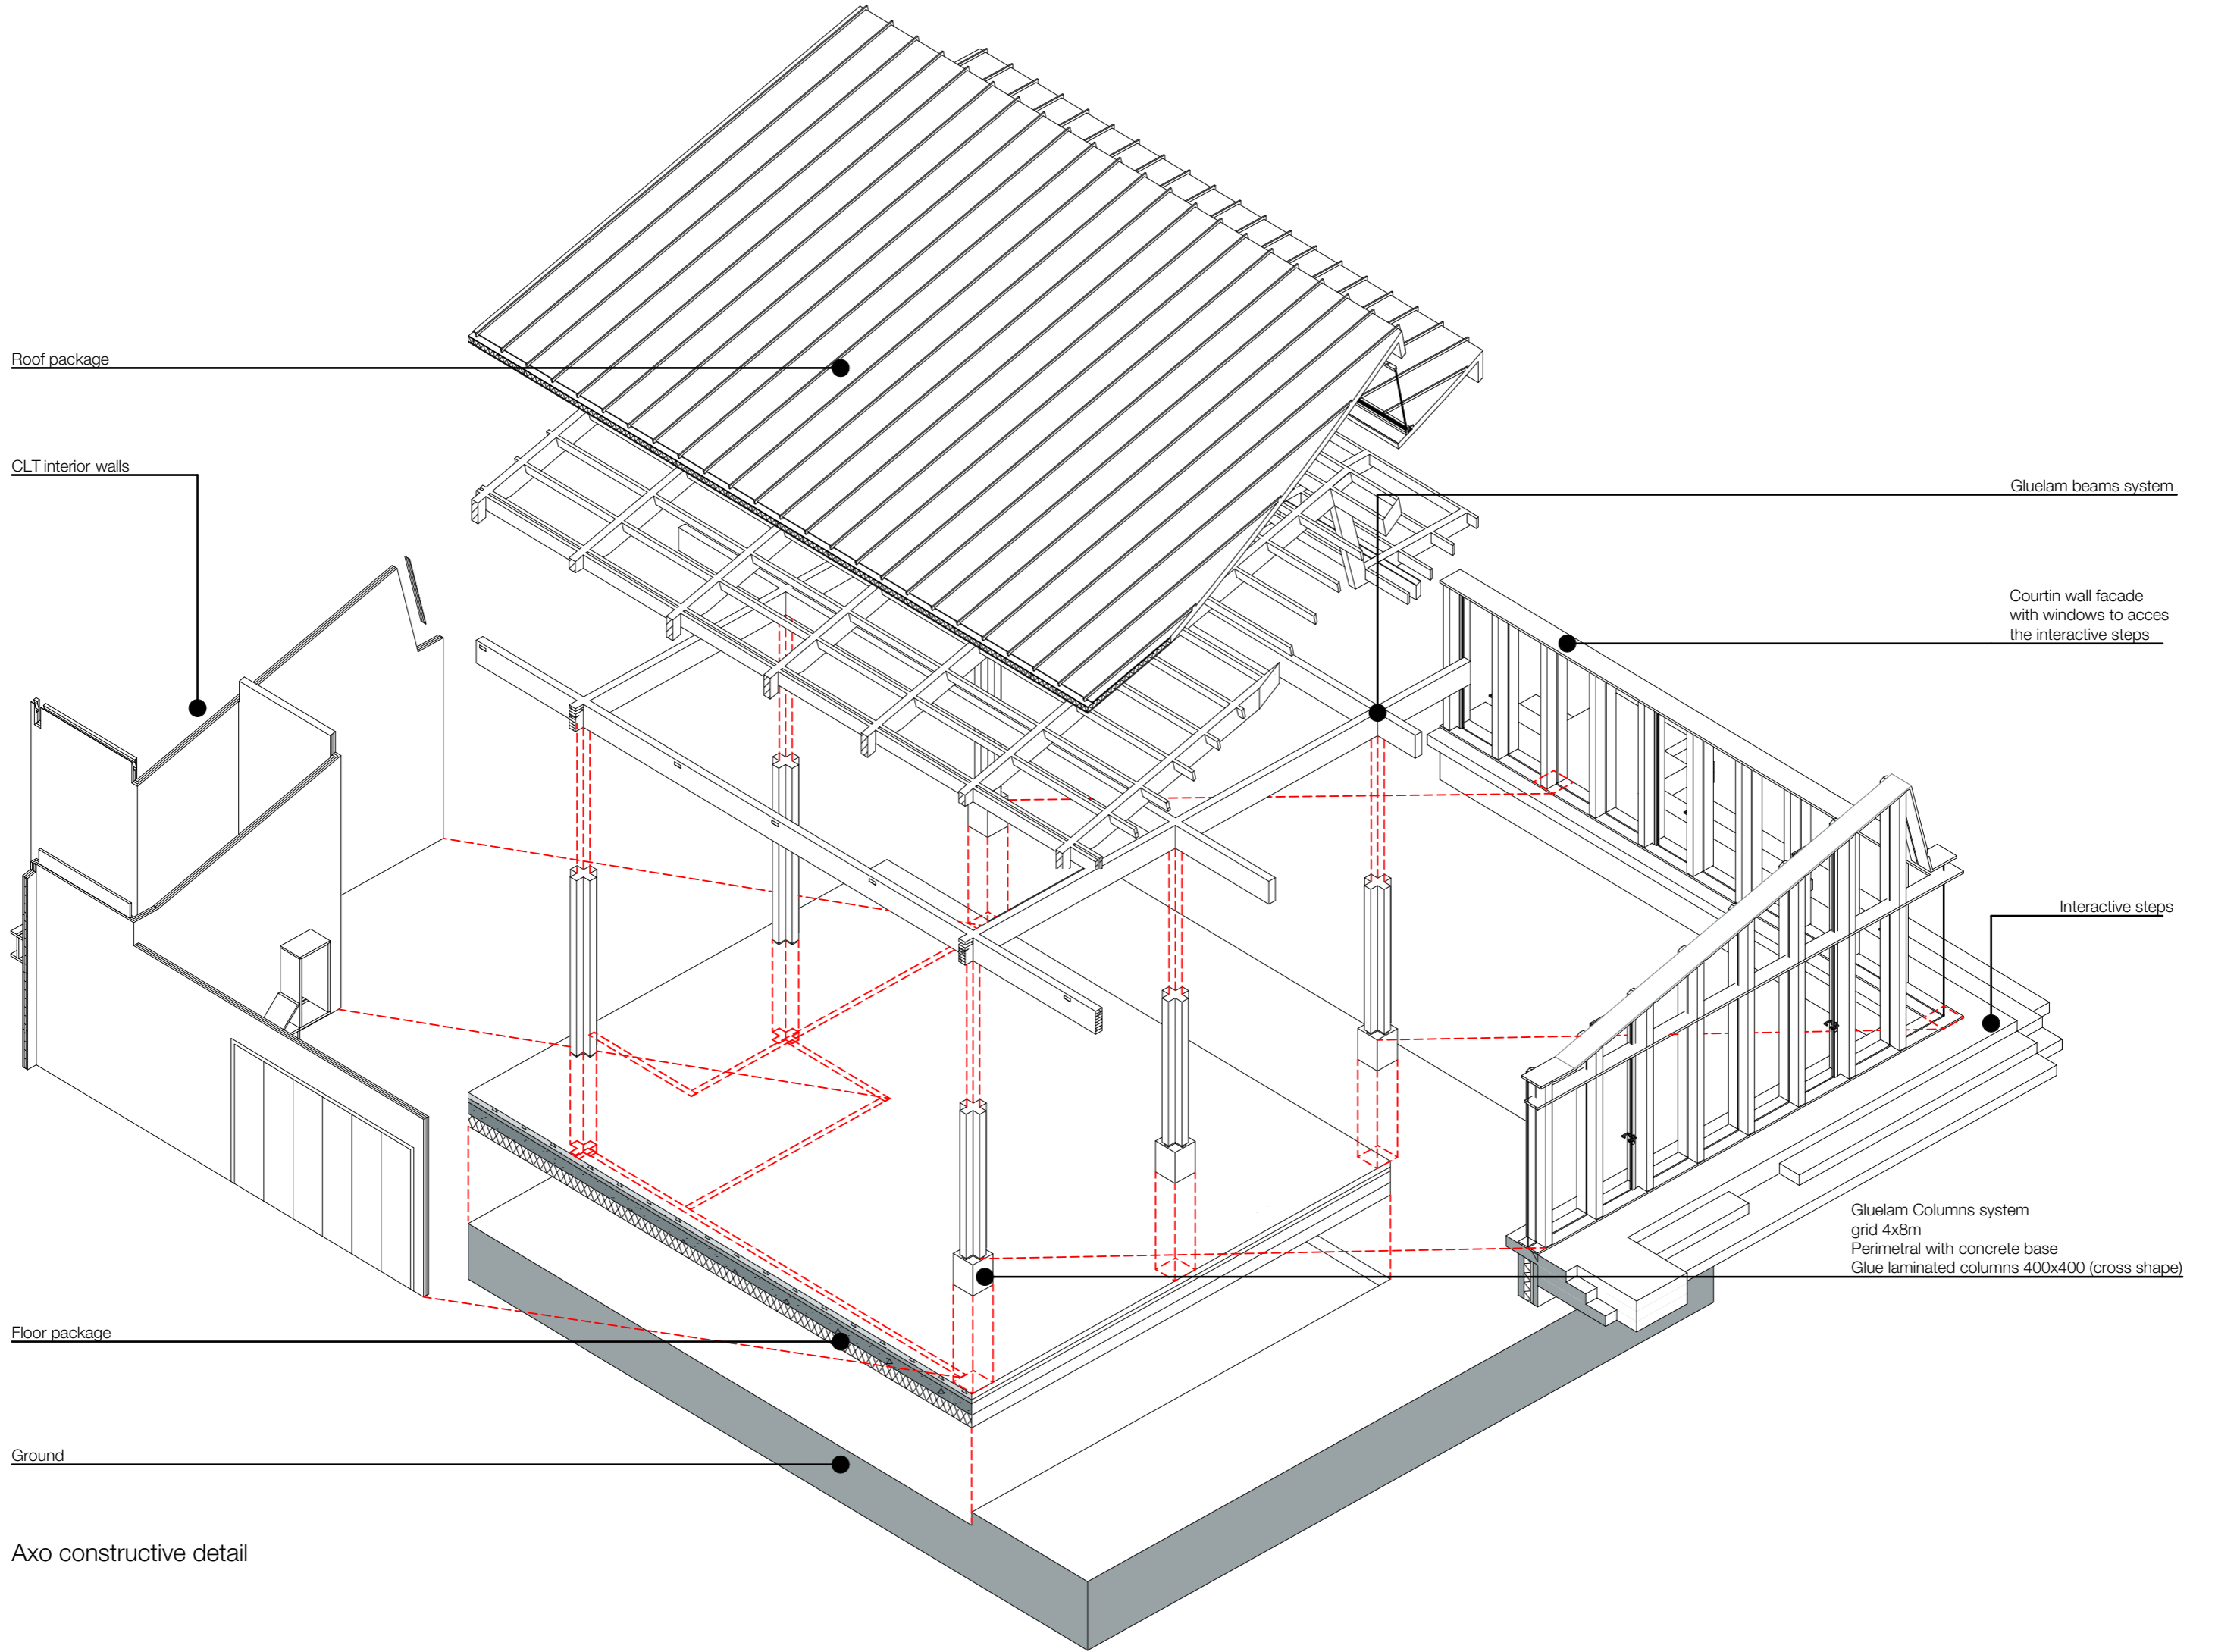 Roof package
CLT interior walls
Gluelam beams system
Courtin wall facade
with windows to acces
the interactive steps
Interactive steps
Gluelam Columns system
grid 4x8m
Perimetral with concrete base
Glue laminated columns 400x400 (cross shape)
Floor package
Ground
Axo constructive detail